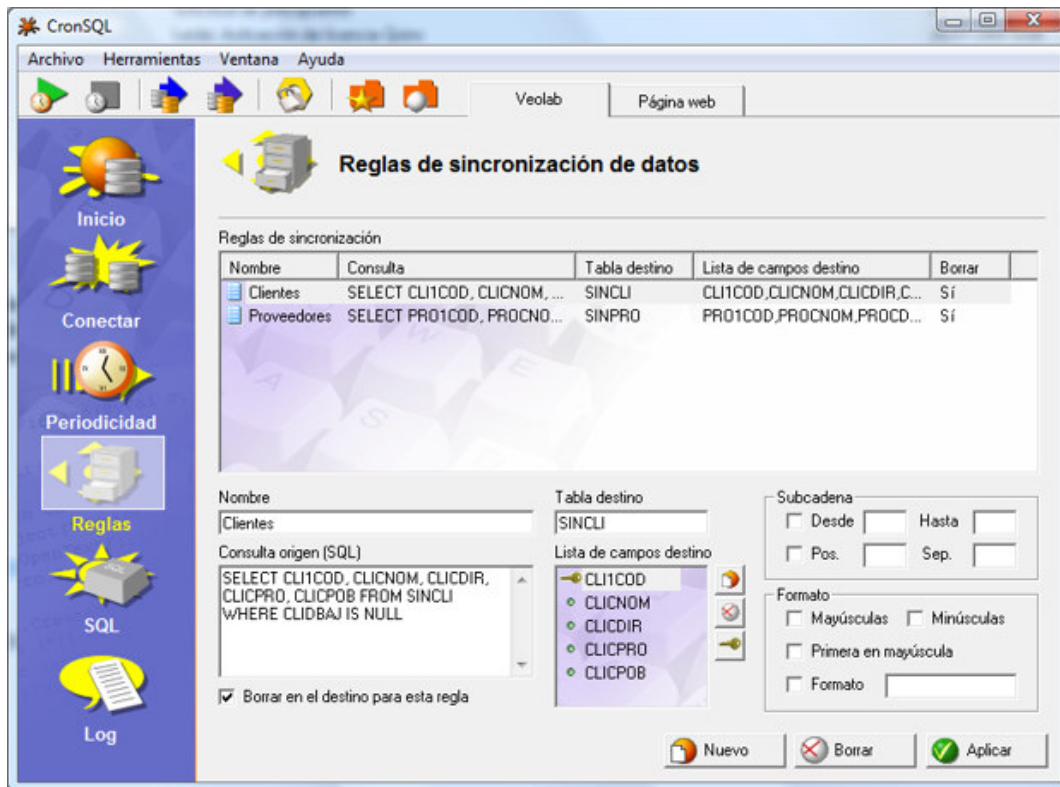 CronSQL
Archivo Herramientas Ventana Ayuda
Veolab Página web
Reglas de sincronización de datos
Inicio
Conectar
Periodicidad
Reglas
SQL
Log
Reglas de sincronización
Nombre Consulta Tabla destino Lista de campos destino Borrar
Clientes SELECT CLI1COD, CLICNOM, ... SINCLI CLI1COD,CLICNOM,CLICDIR,C... Sí
Proveedores SELECT PRO1COD, PROCNO... SINPRO PRO1COD,PROCNOM,PROCD... Sí
Nombre
Clientes
Consulta origen (SQL)
SELECT CLI1COD, CLICNOM, CLICDIR,
CLICPRO, CLICPOB FROM SINCLI
WHERE CLIDBAJ IS NULL
Borrar en el destino para esta regla
Tabla destino
SINCLI
Lista de campos destino
CLI1COD
CLICNOM
CLICDIR
CLICPRO
CLICPOB
Subcadena
Desde Hasta
Pos. Sep.
Formato
Mayúsculas Minúsculas
Primera en mayúscula
Formato
Nuevo Borrar Aplicar